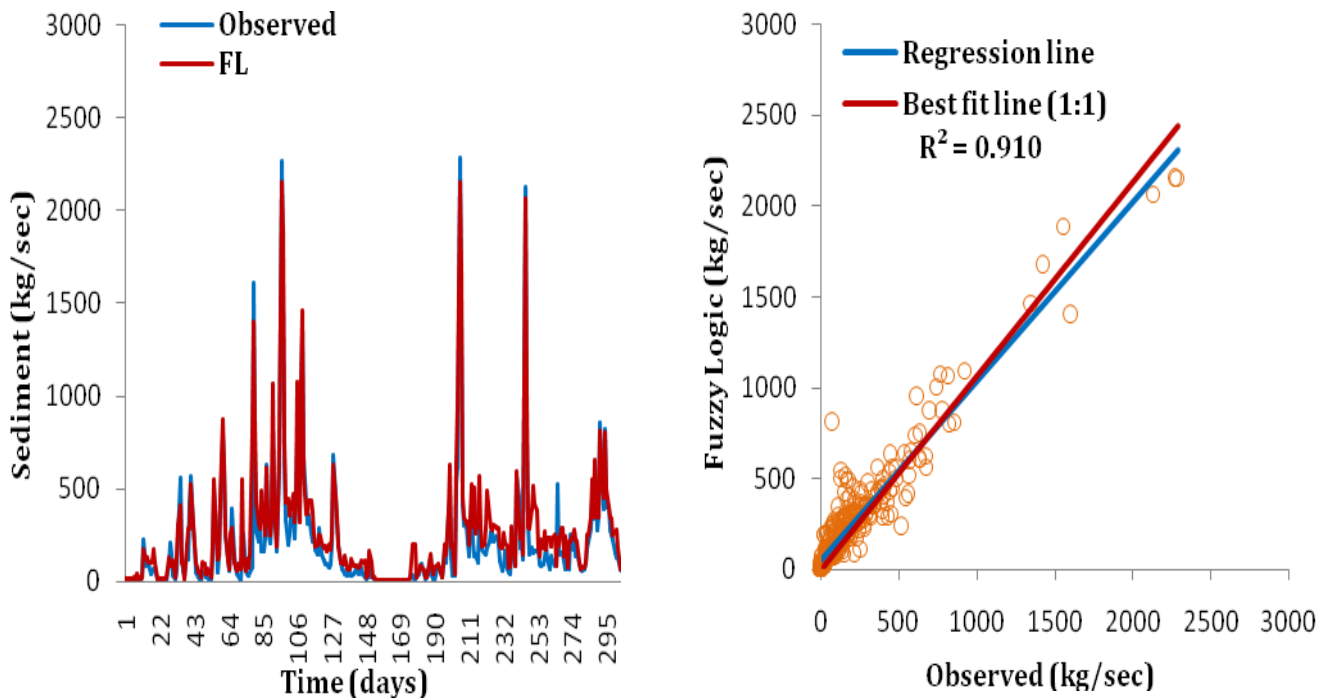 3000
2500
2000
1500
1000
500
0
Sediment (kg/sec)
Observed
FL
1
22
43
64
85
106
127
148
169
190
211
232
253
274
295
Time (days)
3000
2500
2000
1500
1000
500
0
Fuzzy Logic (kg/sec)
Regression line
Best fit line (1:1)
R² = 0.910
0 500 1000 1500 2000 2500 3000
Observed (kg/sec)